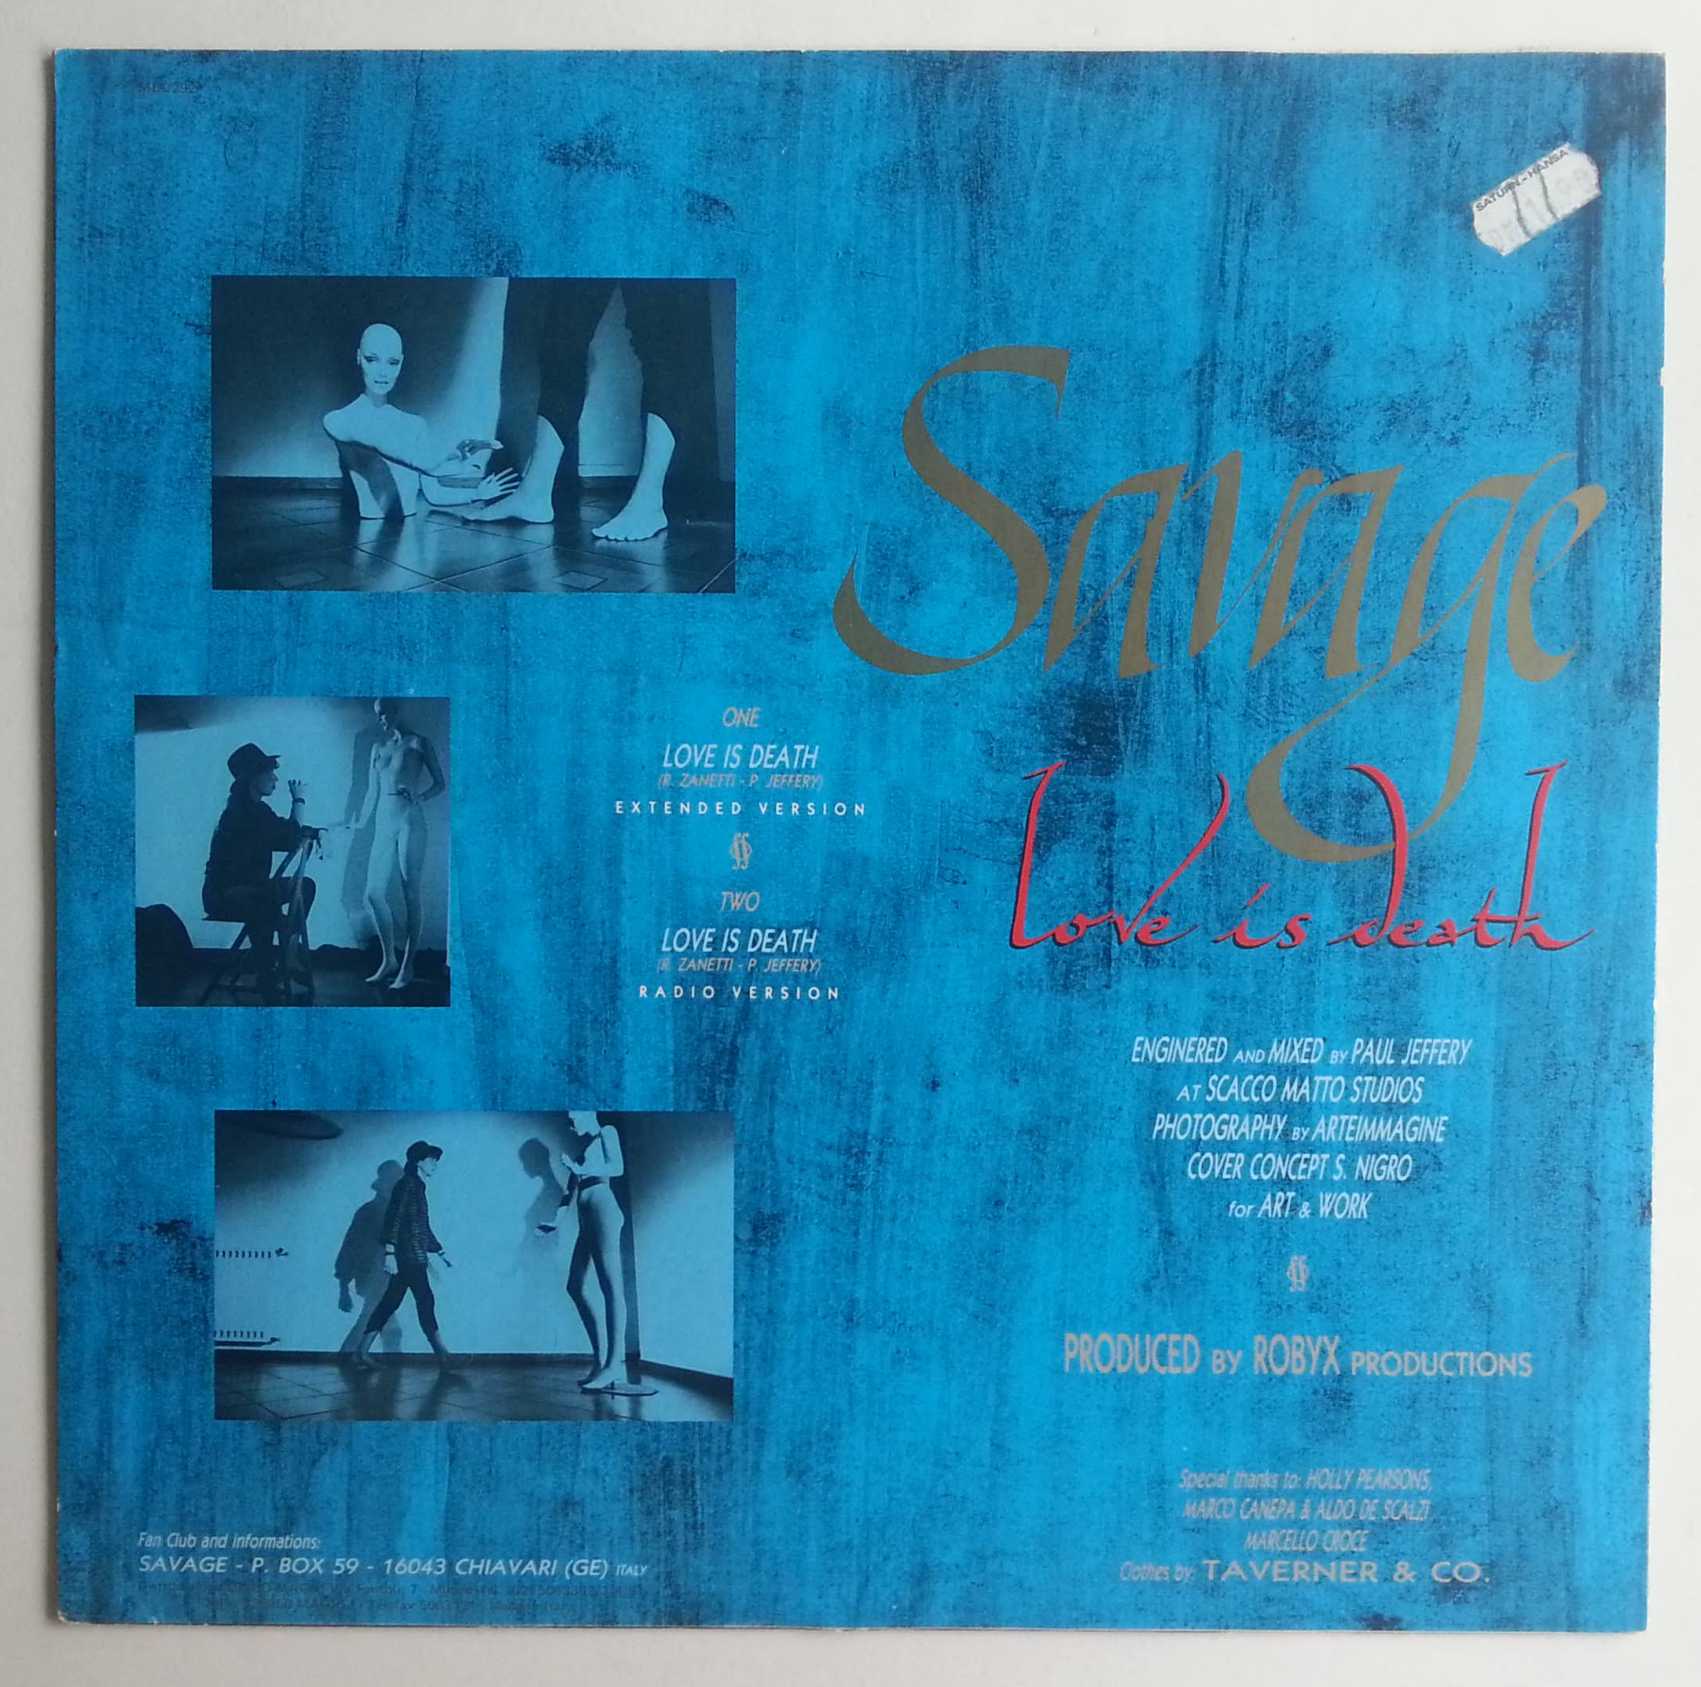 SATURN-HANSA
Savage
love is death
ONE
LOVE IS DEATH
(R. ZANETTI - P. JEFFERY)
EXTENDED VERSION
TWO
LOVE IS DEATH
(R. ZANETTI - P. JEFFERY)
RADIO VERSION
ENGINERED AND MIXED BY PAUL JEFFERY
AT SCACCO MATTO STUDIOS
PHOTOGRAPHY BY ARTEIMMAGINE
COVER CONCEPT S. NIGRO
for ART & WORK
PRODUCED BY ROBYX PRODUCTIONS
Special thanks to: HOLLY PEARSONS,
MARCO CANEPA & ALDO DE SCALZI
MARCELLO CROCE
Clothes by: TAVERNER & CO.
Fan Club and informations:
SAVAGE - P. BOX 59 - 16043 CHIAVARI (GE) ITALY